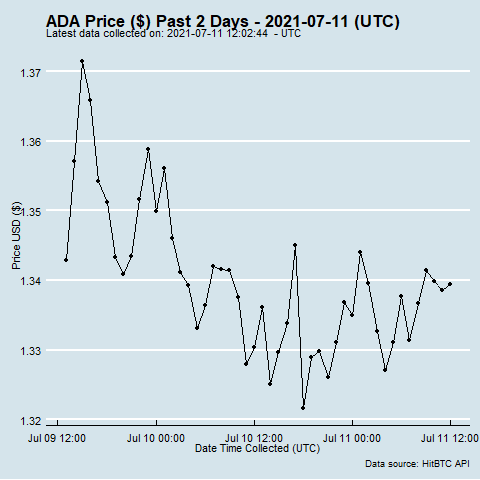 ADA Price ($) Past 2 Days - 2021-07-11 (UTC)
Latest data collected on: 2021-07-11 12:02:44 - UTC
1.37
1.36
1.35
1.34
1.33
1.32
Price USD ($)
Jul 09 12:00
Jul 10 00:00
Jul 10 12:00
Jul 11 00:00
Jul 11 12:00
Date Time Collected (UTC)
Data source: HitBTC API